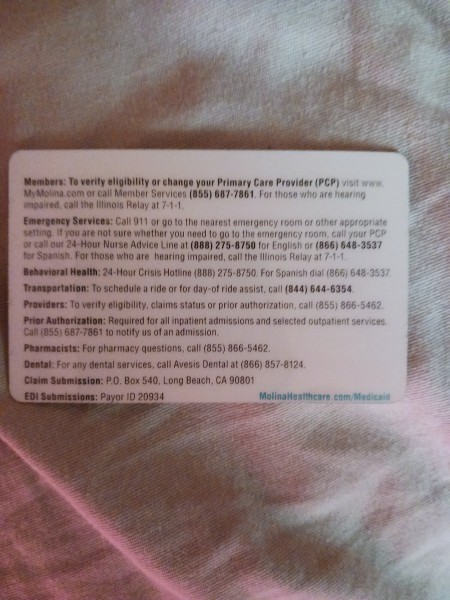 Members: To verify eligibility or change your Primary Care Provider (PCP) visit www.
MyMolina.com or call Member Services (855) 687-7861. For those who are hearing
impaired, call the Illinois Relay at 7-1-1.
Emergency Services: Call 911 or go to the nearest emergency room or other appropriate
setting. If you are not sure whether you need to go to the emergency room, call your PCP
or call our 24-Hour Nurse Advice Line at (888) 275-8750 for English or (866) 648-3537
for Spanish. For those who are hearing impaired, call the Illinois Relay at 7-1-1.
Behavioral Health: 24-Hour Crisis Hotline (888) 275-8750. For Spanish dial (866) 648-3537.
Transportation: To schedule a ride or for day-of ride assist, call (844) 644-6354.
Providers: To verify eligibility, claims status or prior authorization, call (855) 866-5462.
Prior Authorization: Required for all inpatient admissions and selected outpatient services.
Call (855) 687-7861 to notify us of an admission.
Pharmacists: For pharmacy questions, call (855) 866-5462.
Dental: For any dental services, call Avesis Dental at (866) 857-8124.
Claim Submission: P.O. Box 540, Long Beach, CA 90801
EDI Submissions: Payor ID 20934 MolinaHealthcare.com/Medicaid